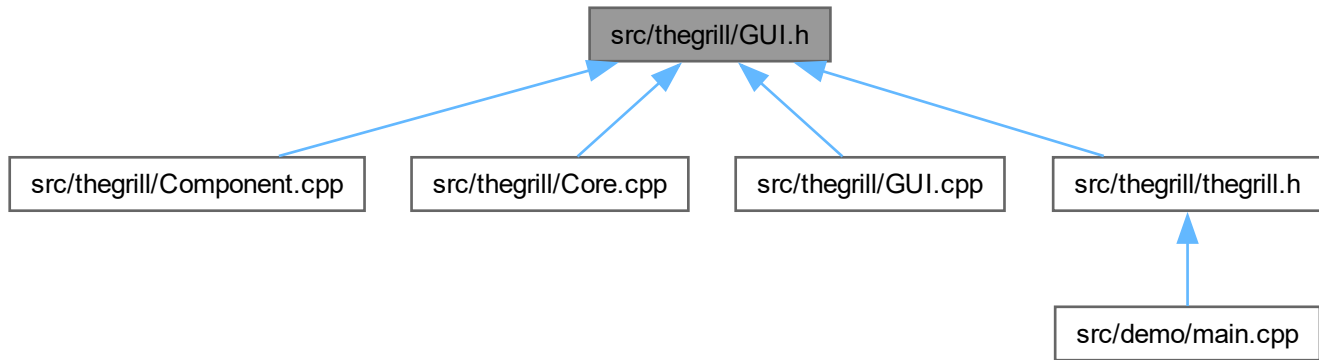 src/thegrill/GUI.h
src/thegrill/Component.cpp
src/thegrill/Core.cpp
src/thegrill/GUI.cpp
src/thegrill/thegrill.h
src/demo/main.cpp